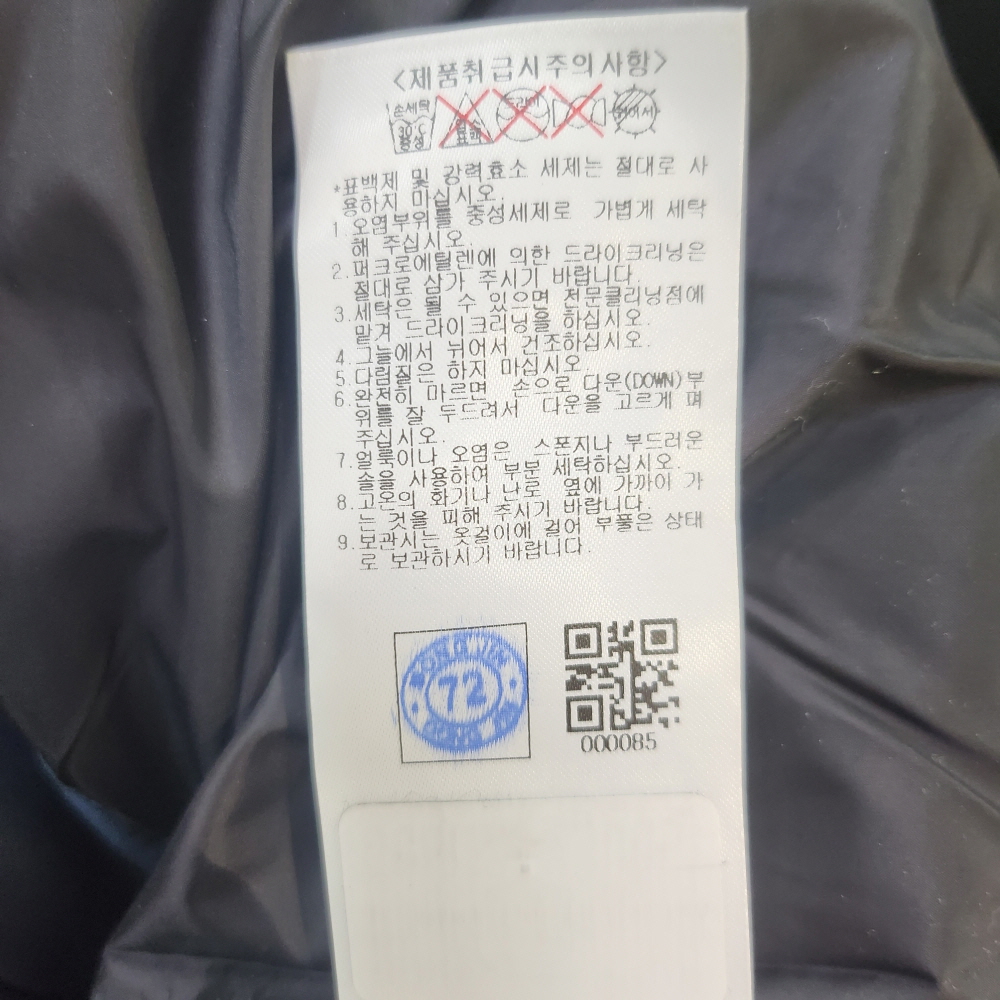 <제품취급시주의사항>
손세탁
30℃
중성
염소
표백
드라이
뉘어서
*표백제 및 강력효소 세제는 절대로 사
용하지 마십시오.
1.오염부위를 중성세제로 가볍게 세탁
해 주십시오.
2.퍼크로에틸렌에 의한 드라이크리닝은
절대로 삼가 주시기 바랍니다.
3.세탁은 될 수 있으면 전문클리닝점에
맡겨 드라이크리닝을 하십시오.
4.그늘에서 뉘어서 건조하십시오.
5.다림질은 하지 마십시오.
6.완전히 마르면 손으로 다운(DOWN)부
위를 잘 두드려서 다운을 고르게 펴
주십시오.
7.얼룩이나 오염은 스폰지나 부드러운
솔을 사용하여 부분 세탁하십시오.
8.고온의 화기나 난로 옆에 가까이 가
는 것을 피해 주시기 바랍니다.
9.보관시는 옷걸이에 걸어 부풀은 상태
로 보관하시기 바랍니다.
72
000085